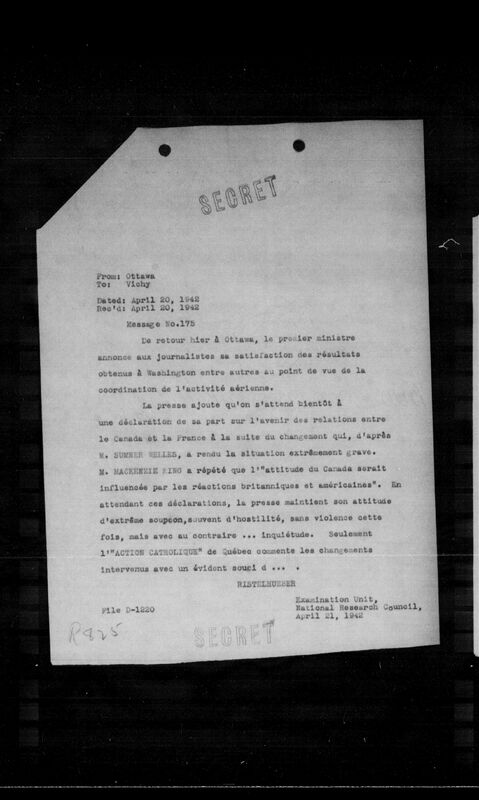 SECRET
From: Ottawa
To: Vichy
Dated: April 20, 1942
Rec'd: April 20, 1942
Message No.175
De retour hier à Ottawa, le premier ministre
annonce aux journalistes sa satisfaction des résultats
obtenus à Washington entre autres au point de vue de la
coordination de l'activité aérienne.
La presse ajoute qu'on s'attend bientôt à
une déclaration de sa part sur l'avenir des relations entre
le Canada et la France à la suite du changement qui, d'après
M. SUMNER WELLES, a rendu la situation extrêmement grave.
M. MACKENZIE KING a répété que l'"attitude du Canada serait
influencée par les réactions britanniques et américaines". En
attendant ces déclarations, la presse maintient son attitude
d'extrême soupçon,souvent d'hostilité, sans violence cette
fois, mais avec au contraire ... inquiétude. Seulement
l'"ACTION CATHOLIQUE" de Québec commente les changements
intervenus avec un évident souci d ... .
RISTELHUEBER
Examination Unit,
National Research Council,
April 21, 1942
File D-1220
R825
SECRET